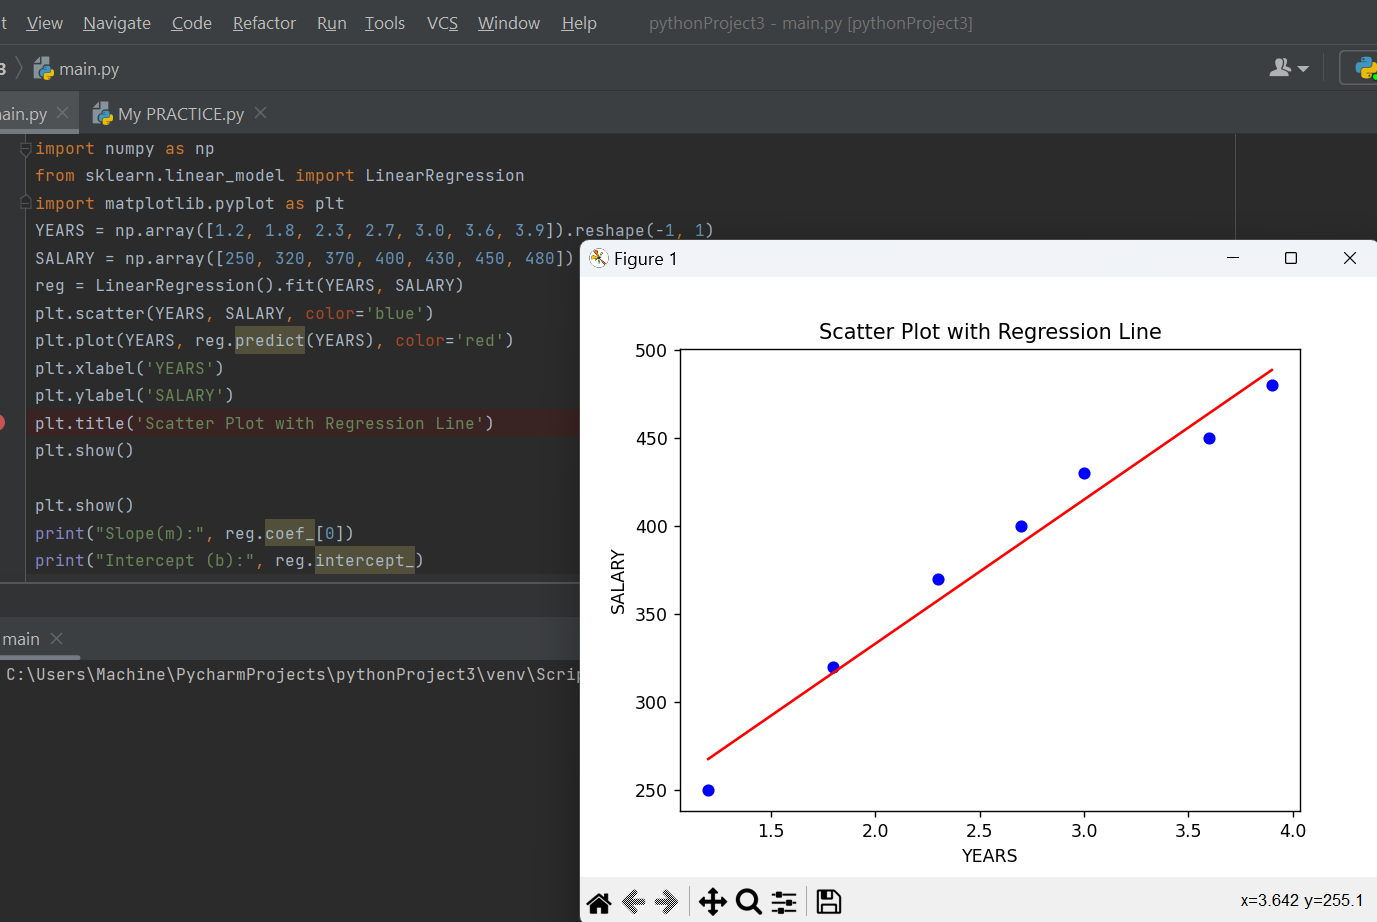 t View Navigate Code Refactor Run Tools VCS Window Help pythonProject3 - main.py [pythonProject3]
3 main.py
ain.py My PRACTICE.py
import numpy as np
from sklearn.linear_model import LinearRegression
import matplotlib.pyplot as plt
YEARS = np.array([1.2, 1.8, 2.3, 2.7, 3.0, 3.6, 3.9]).reshape(-1, 1)
SALARY = np.array([250, 320, 370, 400, 430, 450, 480])
reg = LinearRegression().fit(YEARS, SALARY)
plt.scatter(YEARS, SALARY, color='blue')
plt.plot(YEARS, reg.predict(YEARS), color='red')
plt.xlabel('YEARS')
plt.ylabel('SALARY')
plt.title('Scatter Plot with Regression Line')
plt.show()
plt.show()
print("Slope(m):", reg.coef_[0])
print("Intercept (b):", reg.intercept_)
main
C:\Users\Machine\PycharmProjects\pythonProject3\venv\Scrip
Figure 1
Scatter Plot with Regression Line
500
450
400
350
300
250
SALARY
1.5 2.0 2.5 3.0 3.5 4.0
YEARS
x=3.642 y=255.1